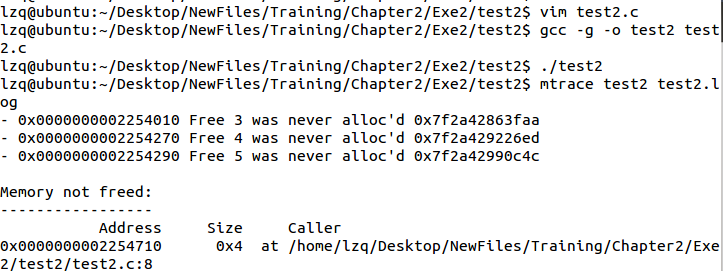 lzq@ubuntu:~/Desktop/NewFiles/Training/Chapter2/Exe2/test2$ vim test2.c
lzq@ubuntu:~/Desktop/NewFiles/Training/Chapter2/Exe2/test2$ gcc -g -o test2 test
2.c
lzq@ubuntu:~/Desktop/NewFiles/Training/Chapter2/Exe2/test2$ ./test2
lzq@ubuntu:~/Desktop/NewFiles/Training/Chapter2/Exe2/test2$ mtrace test2 test2.l
og
- 0x0000000002254010 Free 3 was never alloc'd 0x7f2a42863faa
- 0x0000000002254270 Free 4 was never alloc'd 0x7f2a429226ed
- 0x0000000002254290 Free 5 was never alloc'd 0x7f2a42990c4c
Memory not freed:
-----------------
Address     Size     Caller
0x0000000002254710      0x4  at /home/lzq/Desktop/NewFiles/Training/Chapter2/Exe
2/test2/test2.c:8